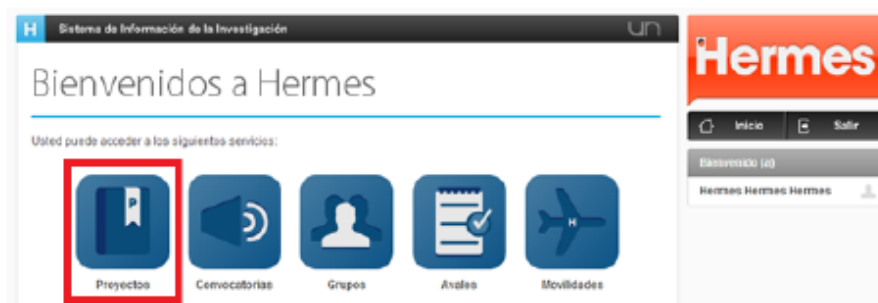 H Sistema de Información de la Investigación un
Bienvenidos a Hermes
Usted puede acceder a los siguientes servicios:
P
H
Proyectos Convocatorias Grupos Avales Movilidades
Hermes
Inicio Salir
Bienvenido (a)
Hermes Hermes Hermes